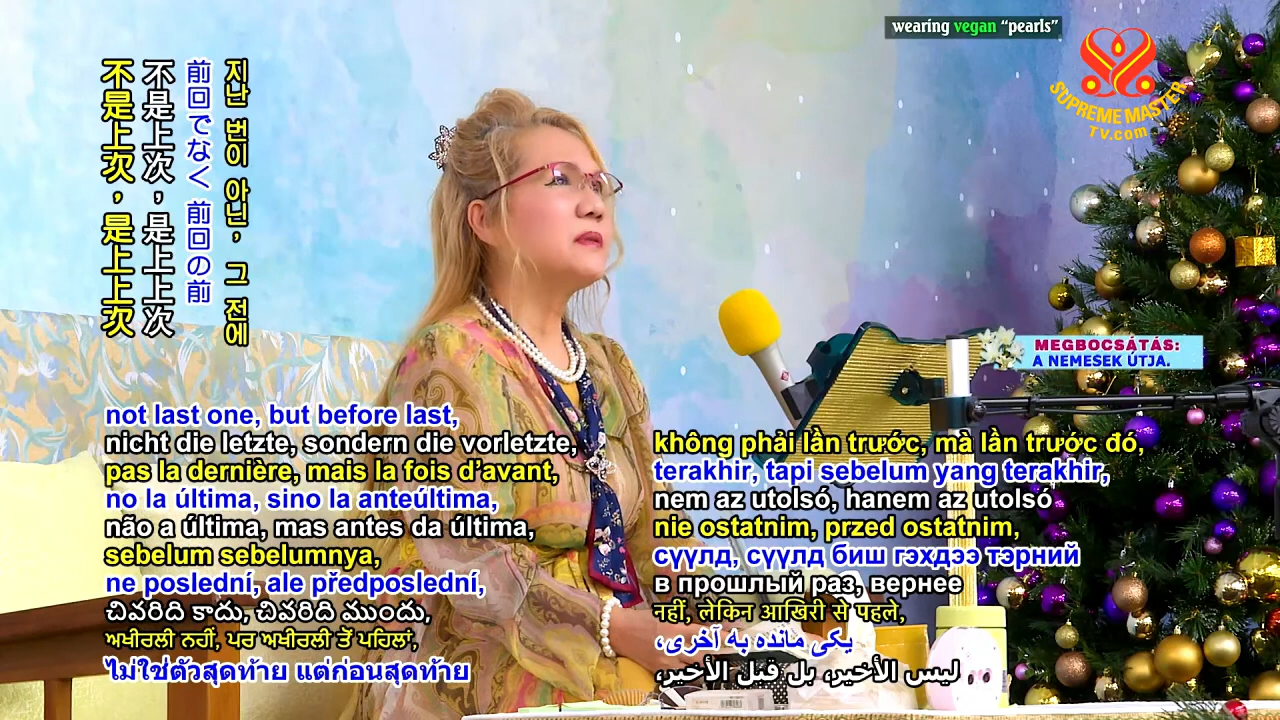 wearing vegan “pearls”
SUPREME MASTER
TV.com
不是上次，是上上次
不是上次，是上上次
前回でなく 前回の前
지난 번이 아닌, 그 전에
MEGBOCSÁTÁS:
A NEMESEK ÚTJA.
not last one, but before last,
nicht die letzte, sondern die vorletzte,
pas la dernière, mais la fois d’avant,
no la última, sino la anteúltima,
não a última, mas antes da última,
sebelum sebelumnya,
ne poslední, ale předposlední,
చివరిది కాదు, చివరిది ముందు,
ਅਖੀਰਲੀ ਨਹੀਂ, ਪਰ ਅਖੀਰਲੀ ਤੋਂ ਪਹਿਲਾਂ,
ไม่ใช่ตัวสุดท้าย แต่ก่อนสุดท้าย
không phải lần trước, mà lần trước đó,
terakhir, tapi sebelum yang terakhir,
nem az utolsó, hanem az utolsó
nie ostatnim, przed ostatnim,
сүүлд, сүүлд биш гэхдээ тэрний
в прошлый раз, вернее
नहीं, लेकिन आखिरी से पहले,
یکی مانده به آخری،
ليس الأخير، بل قبل الأخير،